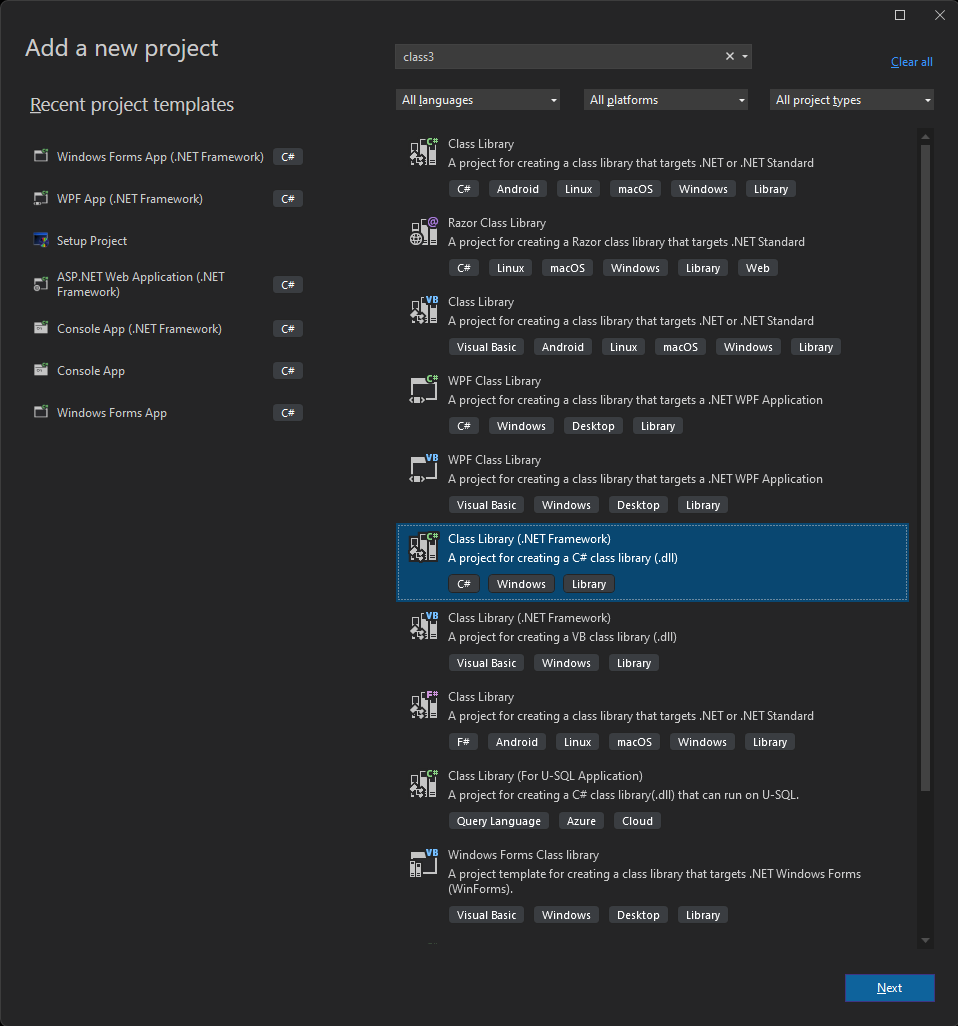 Add a new project
class3
Clear all
Recent project templates
All languages
All platforms
All project types
Windows Forms App (.NET Framework) C#
WPF App (.NET Framework) C#
Setup Project
ASP.NET Web Application (.NET
Framework) C#
Console App (.NET Framework) C#
Console App C#
Windows Forms App C#
C#
Class Library
A project for creating a class library that targets .NET or .NET Standard
C# Android Linux macOS Windows Library
@
Razor Class Library
A project for creating a Razor class library that targets .NET Standard
C# Linux macOS Windows Library Web
VB
Class Library
A project for creating a class library that targets .NET or .NET Standard
Visual Basic Android Linux macOS Windows Library
C#
WPF Class Library
A project for creating a class library that targets a .NET WPF Application
C# Windows Desktop Library
VB
WPF Class Library
A project for creating a class library that targets a .NET WPF Application
Visual Basic Windows Desktop Library
C#
Class Library (.NET Framework)
A project for creating a C# class library (.dll)
C# Windows Library
VB
Class Library (.NET Framework)
A project for creating a VB class library (.dll)
Visual Basic Windows Library
F#
Class Library
A project for creating a class library that targets .NET or .NET Standard
F# Android Linux macOS Windows Library
C#
Class Library (For U-SQL Application)
A project for creating a C# class library(.dll) that can run on U-SQL.
Query Language Azure Cloud
VB
Windows Forms Class library
A project template for creating a class library that targets .NET Windows Forms
(WinForms).
Visual Basic Windows Desktop Library
Next